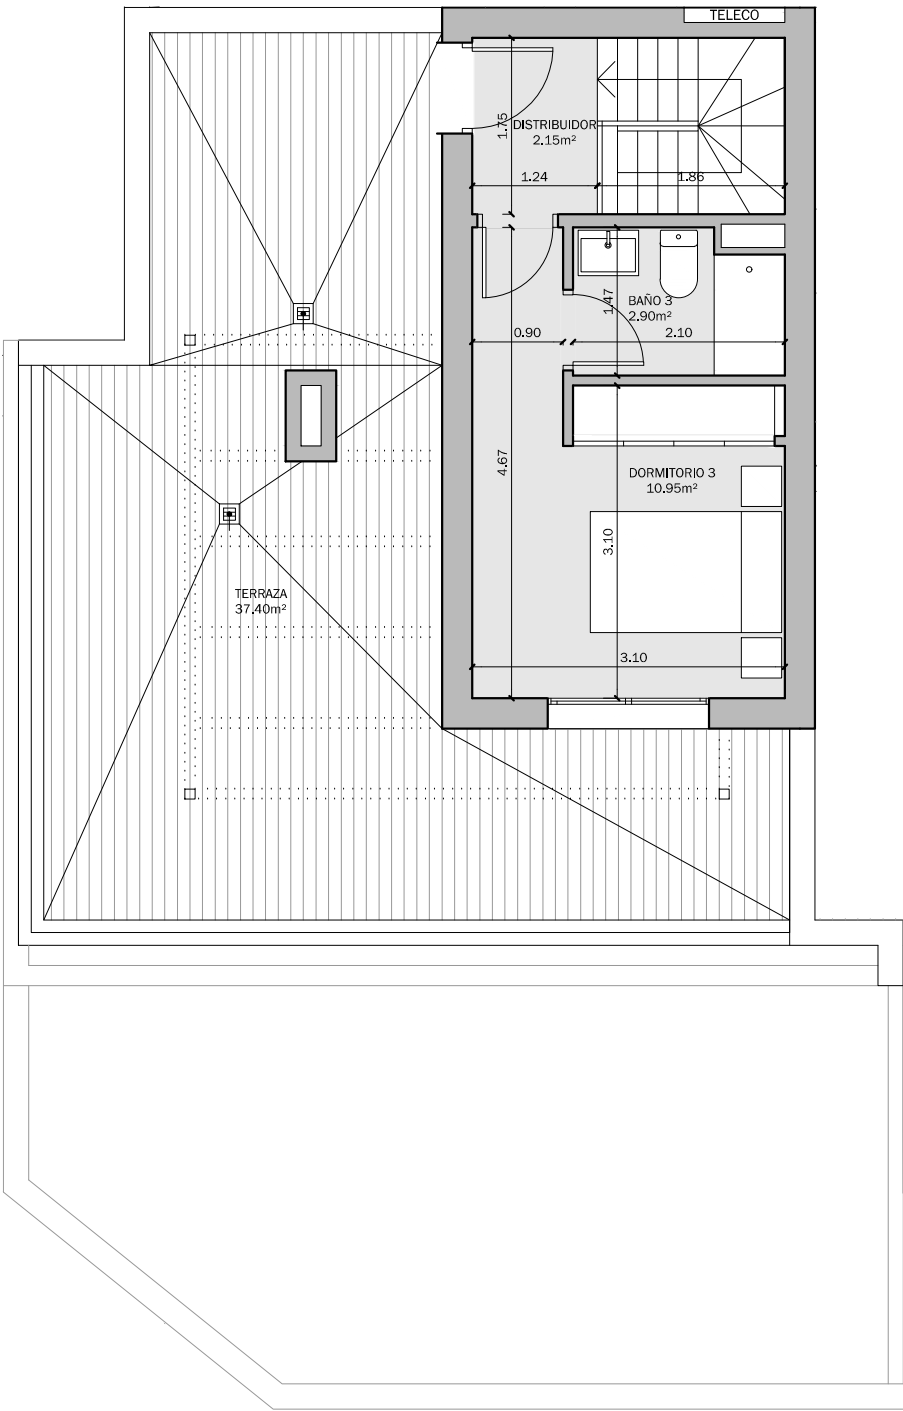 TELECO
1.75
DISTRIBUIDOR
2.15m²
1.24
1.86
1.47
BAÑO 3
2.90m²
0.90
2.10
4.67
DORMITORIO 3
10.95m²
3.10
TERRAZA
37.40m²
3.10